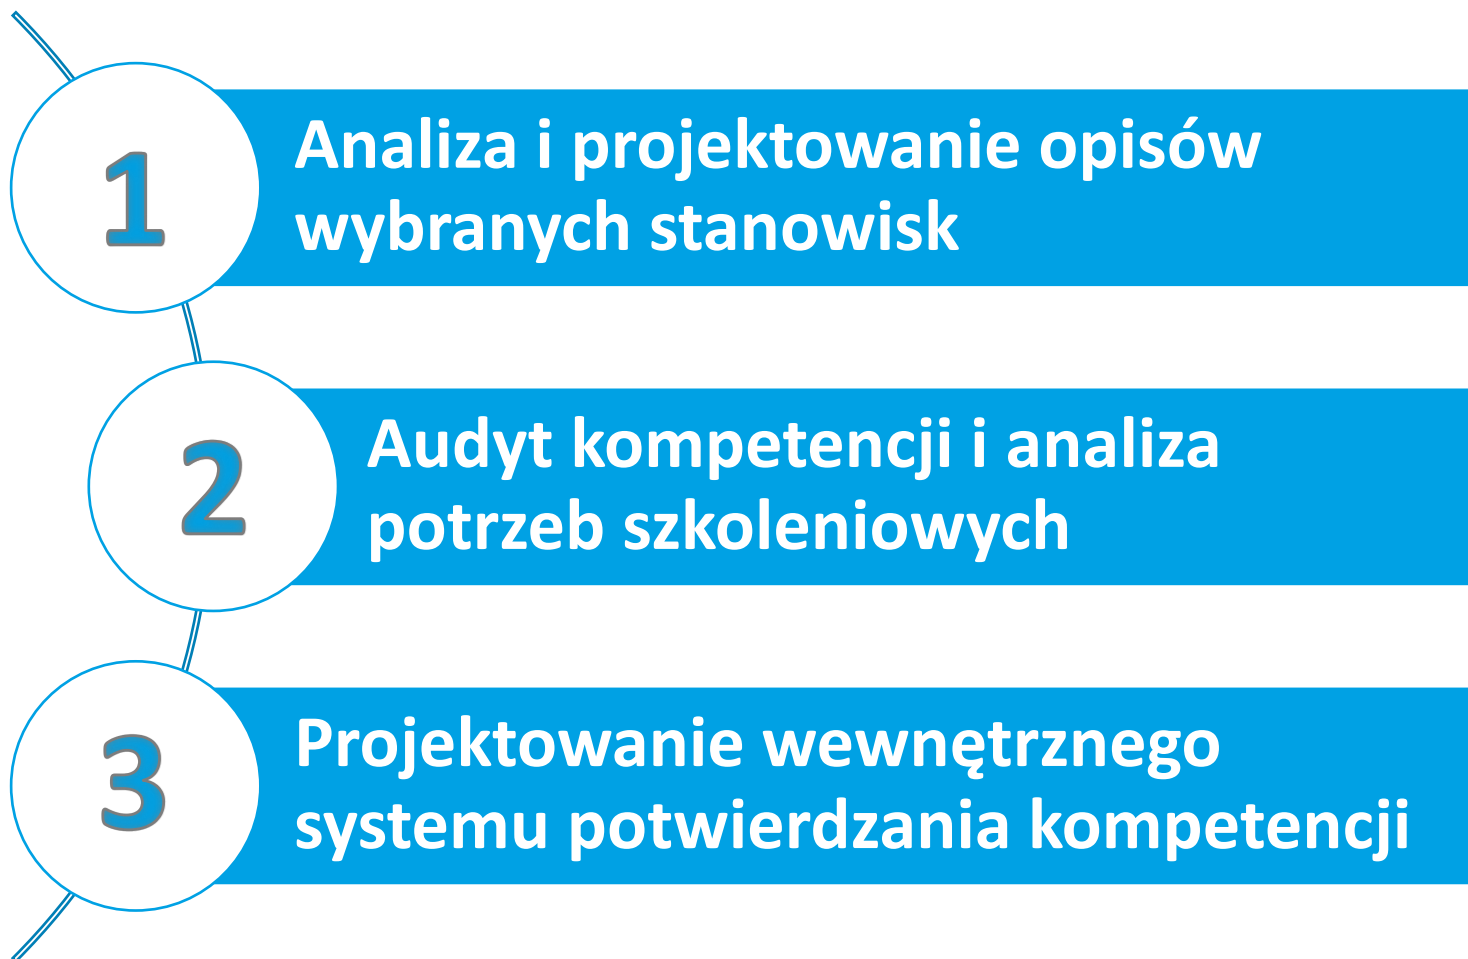 1
Analiza i projektowanie opisów
wybranych stanowisk
2
Audyt kompetencji i analiza
potrzeb szkoleniowych
3
Projektowanie wewnętrznego
systemu potwierdzania kompetencji